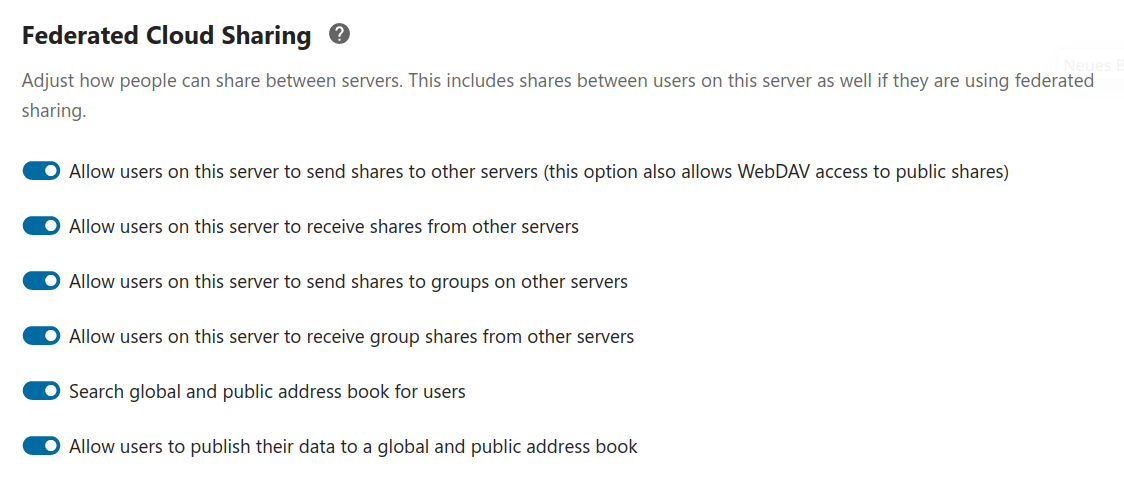 Federated Cloud Sharing ?
Adjust how people can share between servers. This includes shares between users on this server as well if they are using federated
sharing.
Neues B
Allow users on this server to send shares to other servers (this option also allows WebDAV access to public shares)
Allow users on this server to receive shares from other servers
Allow users on this server to send shares to groups on other servers
Allow users on this server to receive group shares from other servers
Search global and public address book for users
Allow users to publish their data to a global and public address book